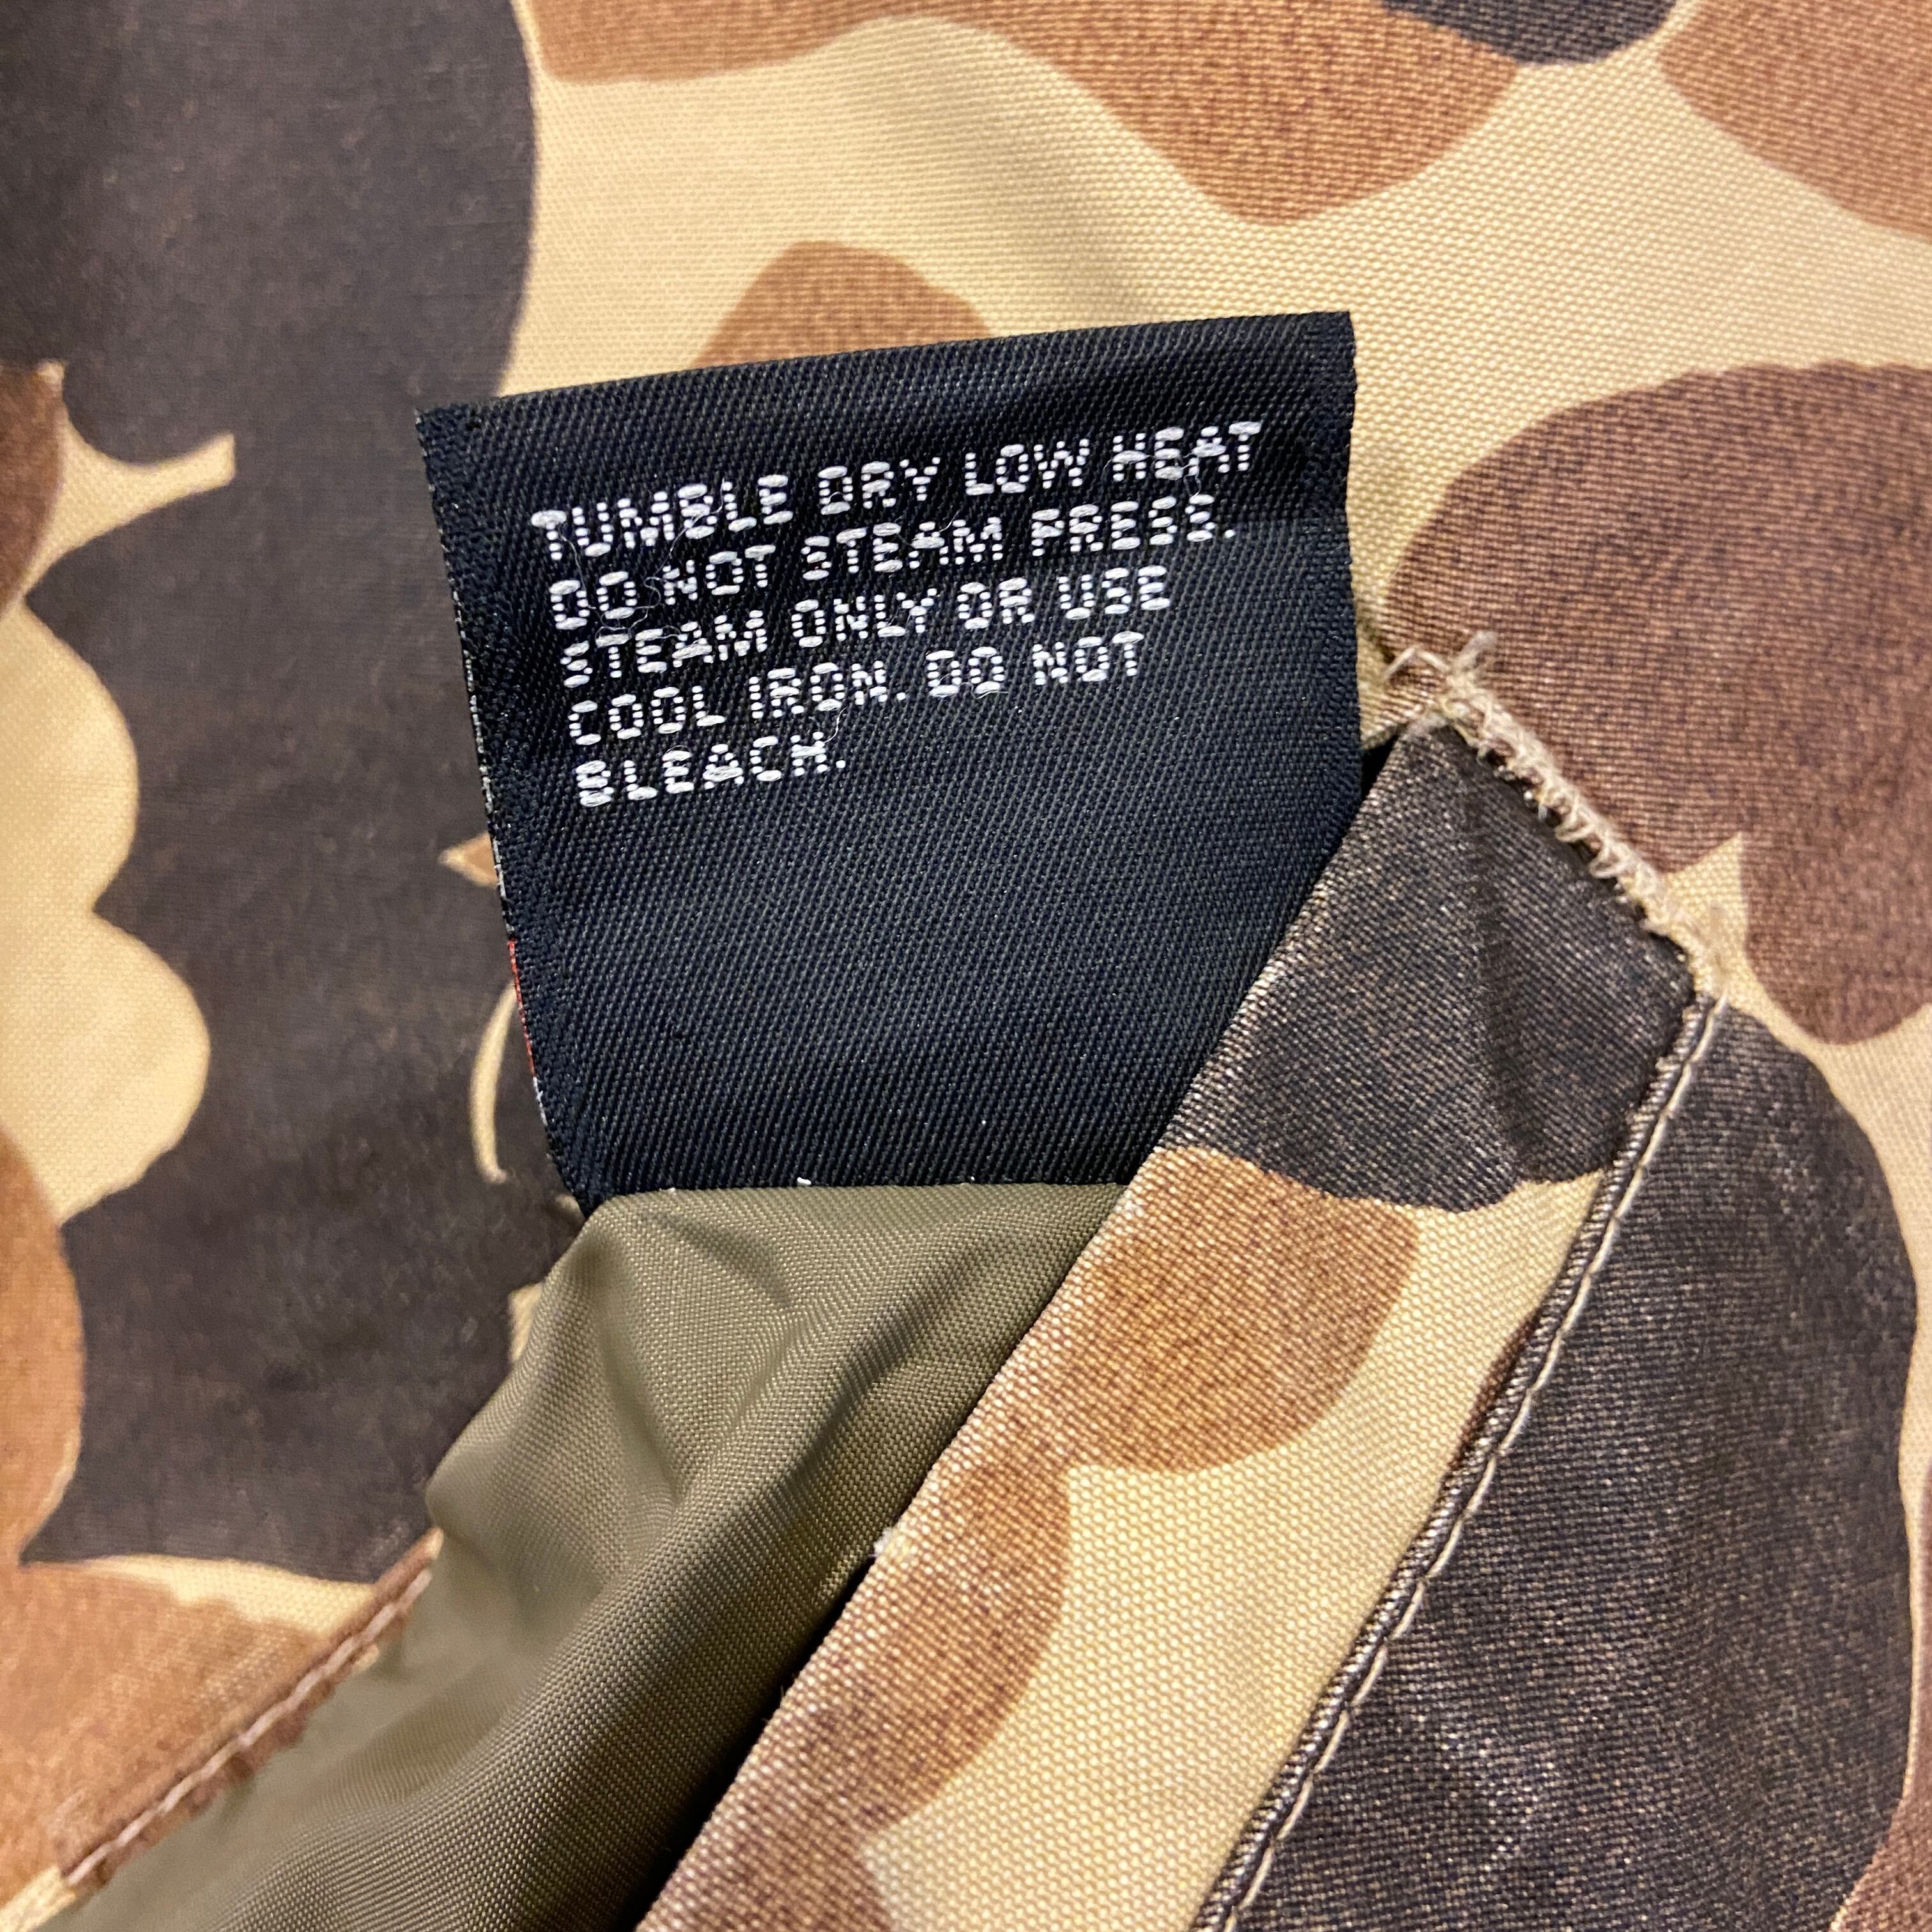 TUMBLE DRY LOW HEAT
DO NOT STEAM PRESS.
STEAM ONLY OR USE
COOL IRON. DO NOT
BLEACH.